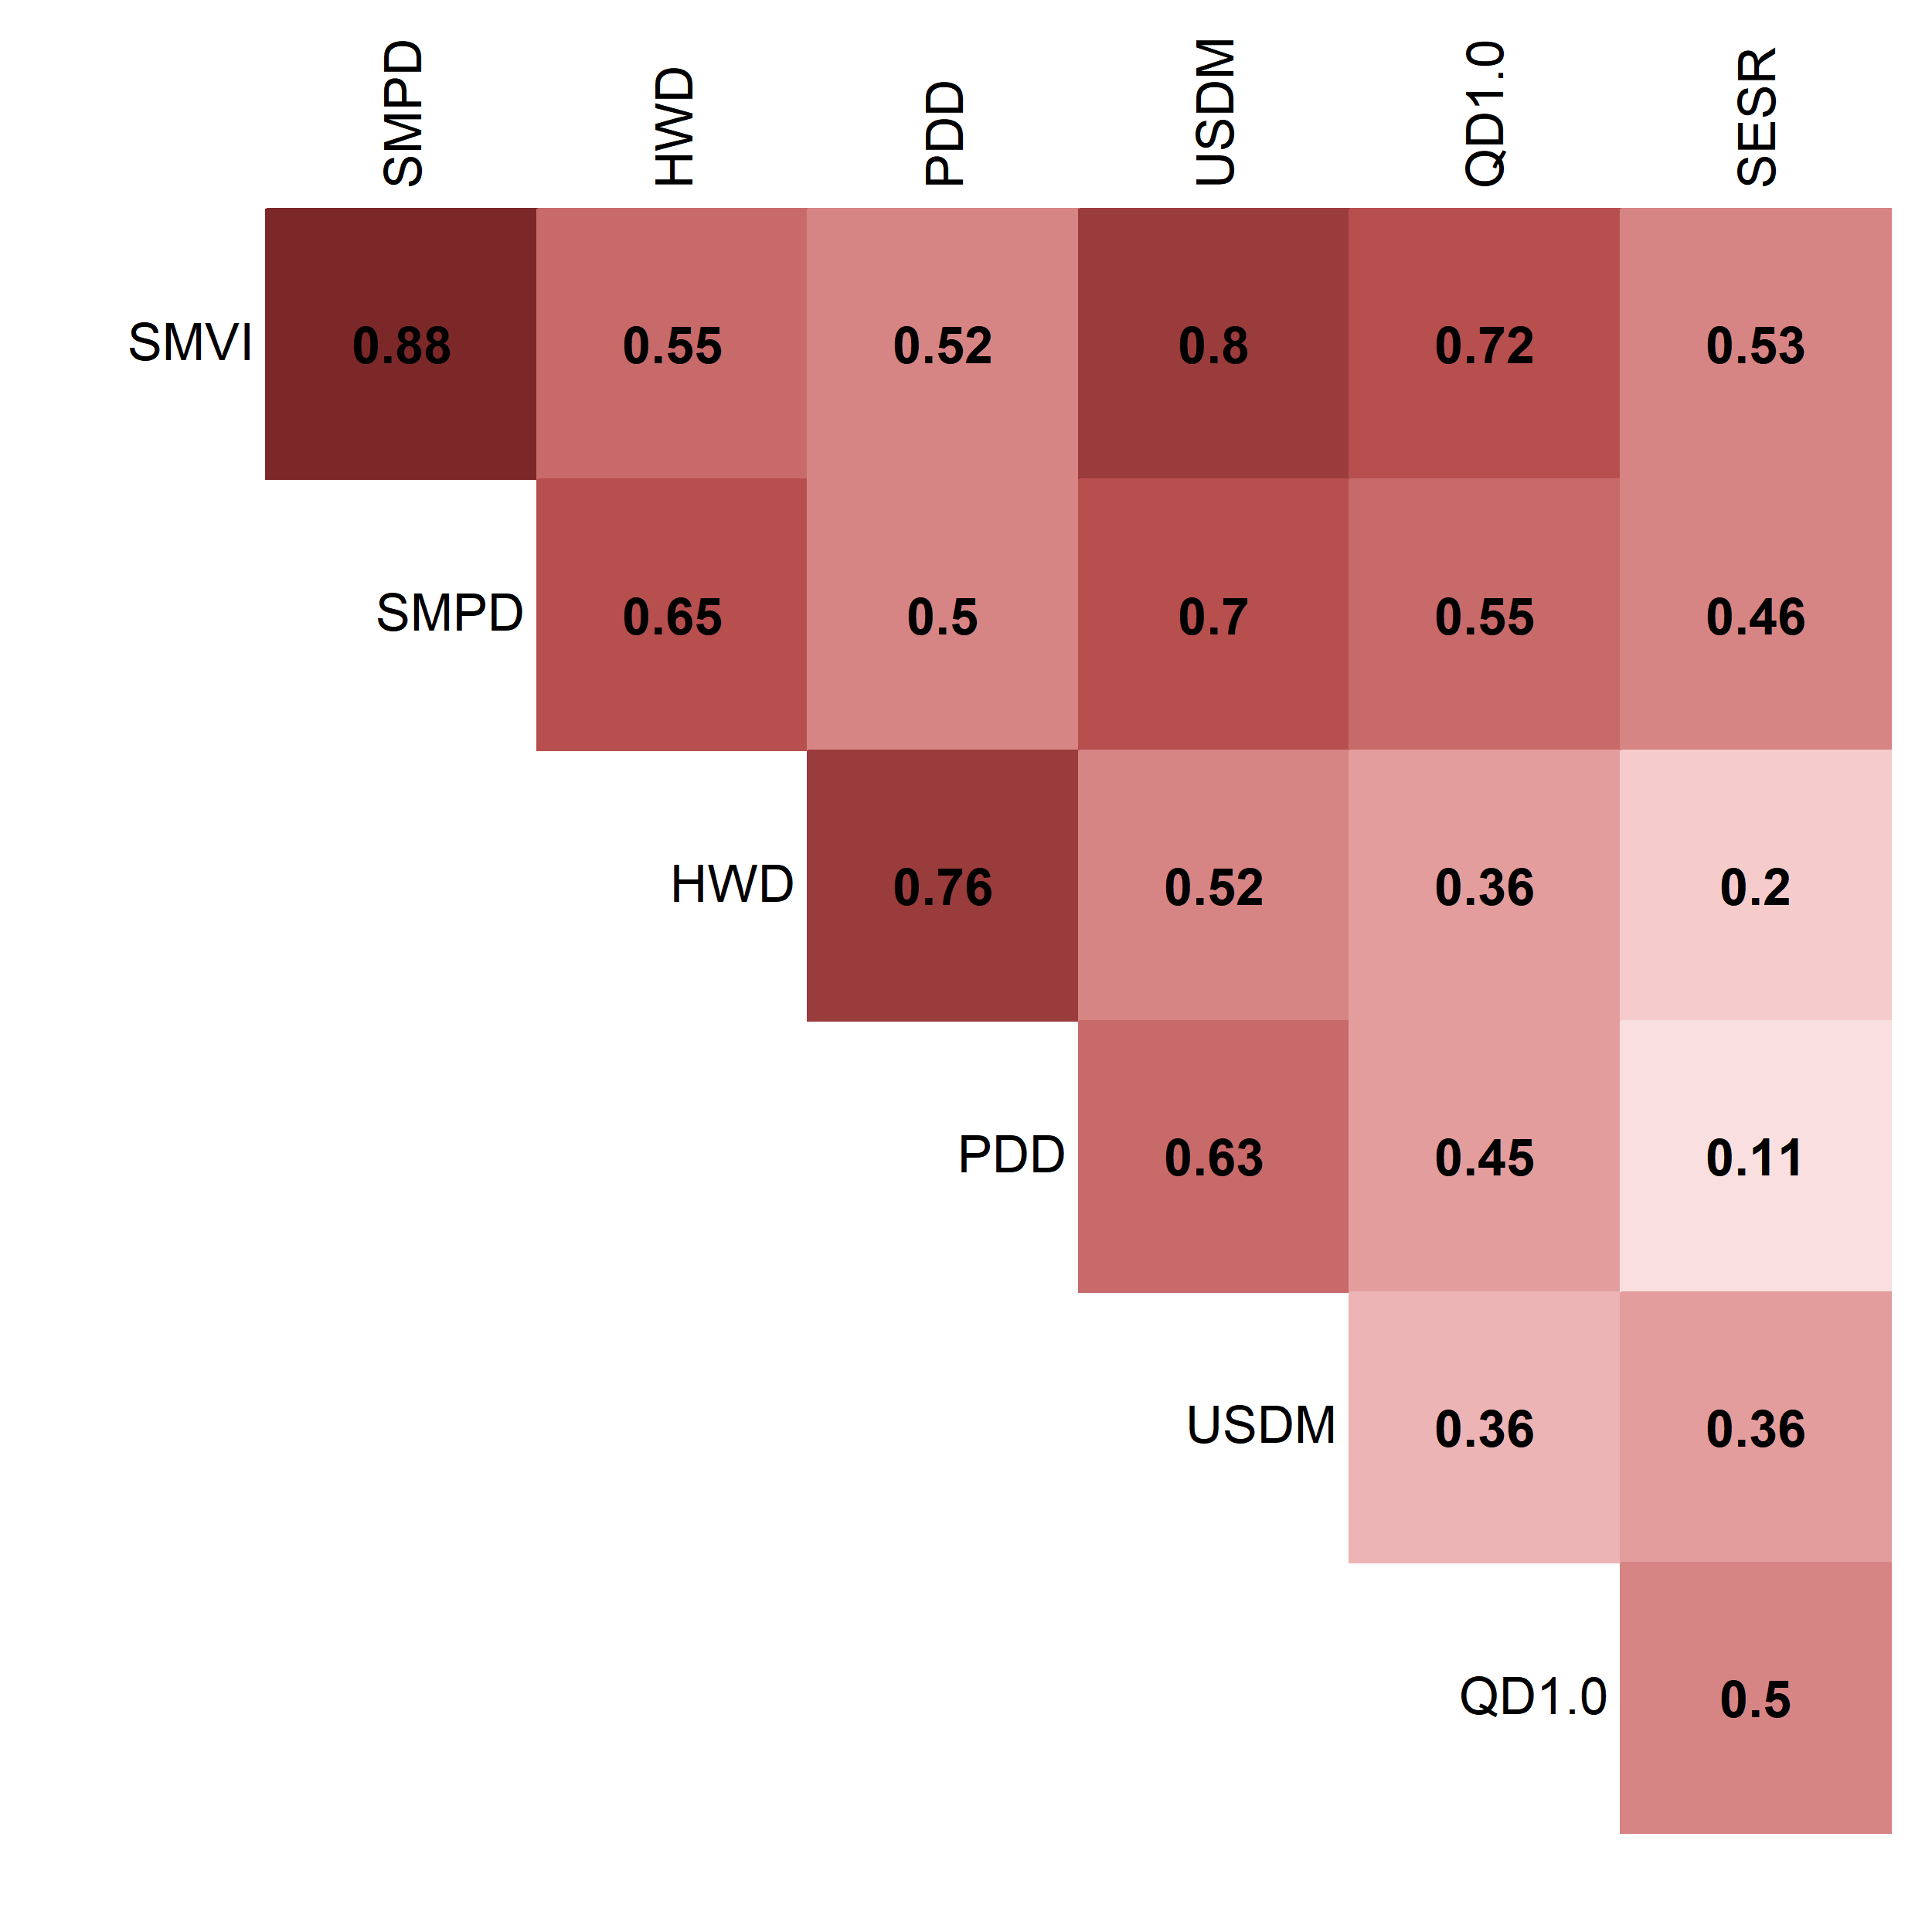 SMPD HWD PDD USDM QD1.0 SESR
SMVI 0.88 0.55 0.52 0.8 0.72 0.53
SMPD 0.65 0.5 0.7 0.55 0.46
HWD 0.76 0.52 0.36 0.2
PDD 0.63 0.45 0.11
USDM 0.36 0.36
QD1.0 0.5